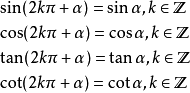 sin(2kπ+α)=sin α,k∈ℤ
cos(2kπ+α)=cos α,k∈ℤ
tan(2kπ+α)=tan α,k∈ℤ
cot(2kπ+α)=cot α,k∈ℤ